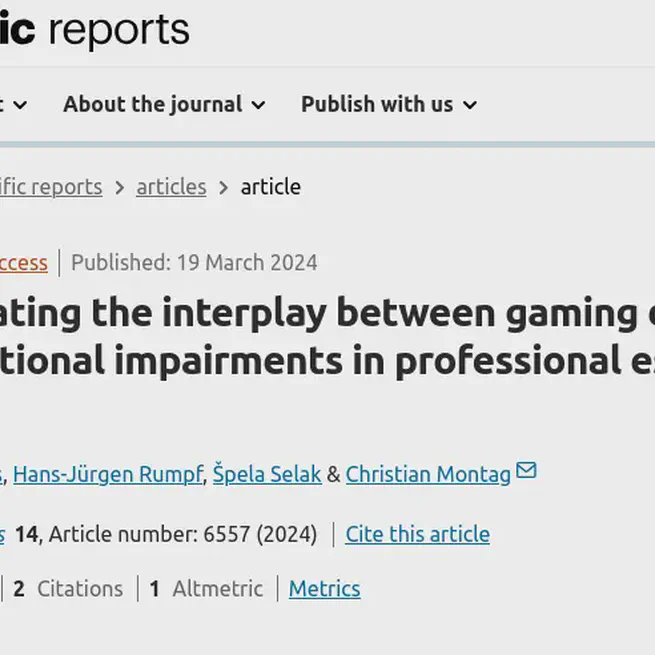 ic reports
t About the journal Publish with us
ific reports > articles > article
ccess Published: 19 March 2024
ating the interplay between gaming
tional impairments in professional es
s, Hans-Jürgen Rumpf, Špela Selak & Christian Montag
s 14, Article number: 6557 (2024) Cite this article
2 Citations 1 Altmetric Metrics